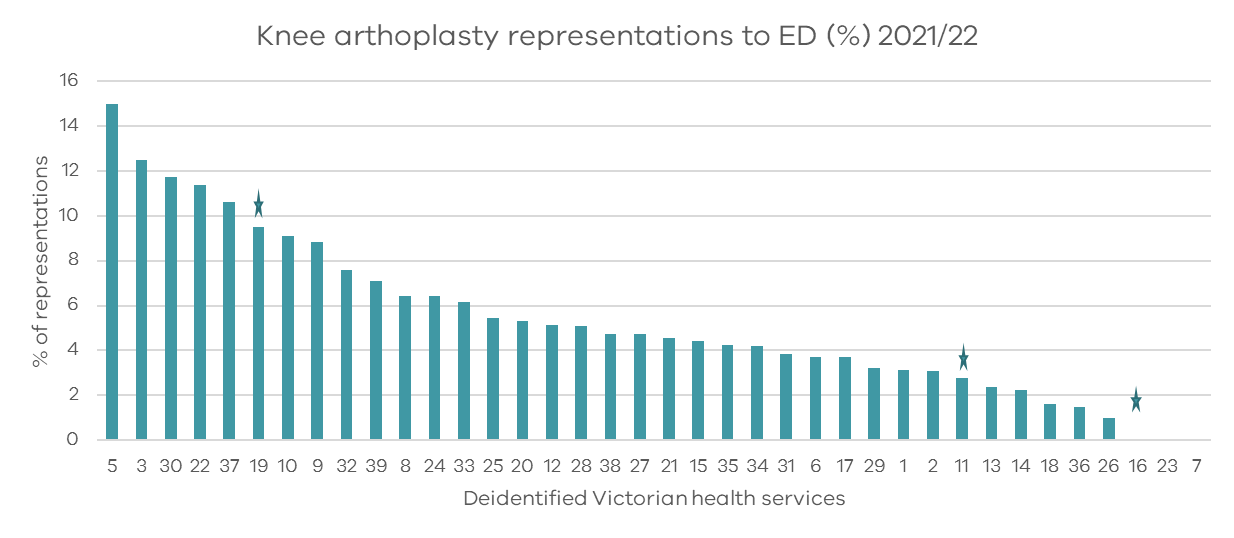 Knee arthoplasty representations to ED (%) 2021/22
16
14
12
10
8
6
4
2
0
% of representations
5 3 30 22 37 19 10 9 32 39 8 24 33 25 20 12 28 38 27 21 15 35 34 31 6 17 29 1 2 11 13 14 18 36 26 16 23 7
Deidentified Victorian health services